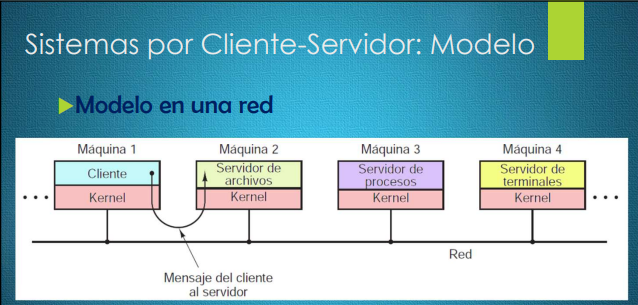 Sistemas por Cliente-Servidor: Modelo
Modelo en una red
Máquina 1
Máquina 2
Máquina 3
Máquina 4
Cliente
Kernel
Servidor de
archivos
Kernel
Servidor de
procesos
Kernel
Servidor de
terminales
Kernel
Red
Mensaje del cliente
al servidor